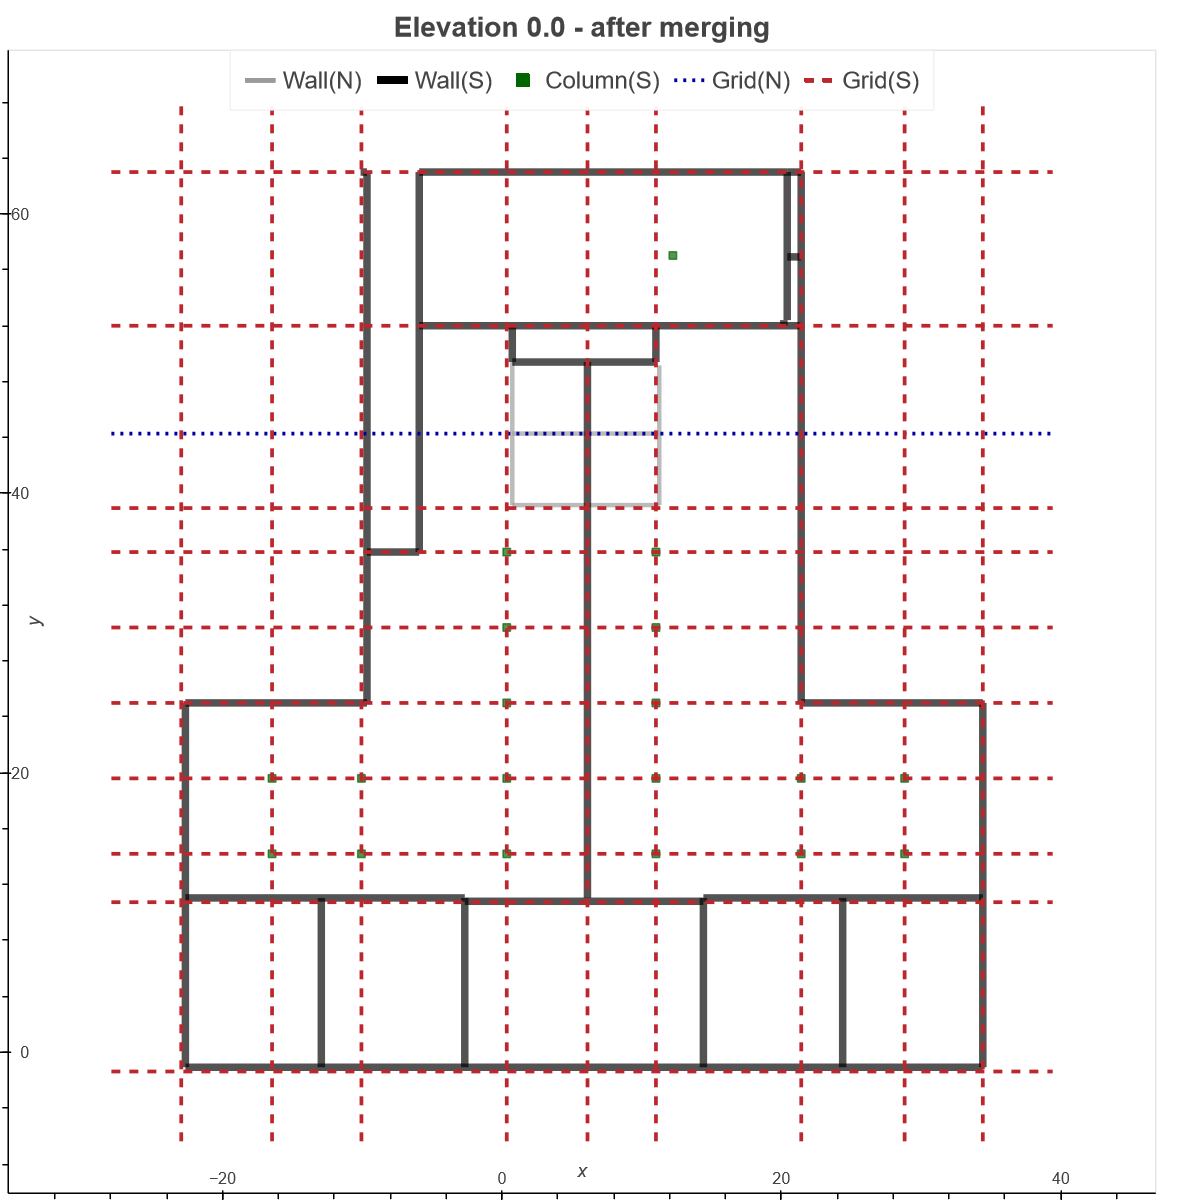 Elevation 0.0 - after merging
Wall(N) Wall(S) Column(S) Grid(N) Grid(S)
60
40
y
20
0
−20 0 x 20 40